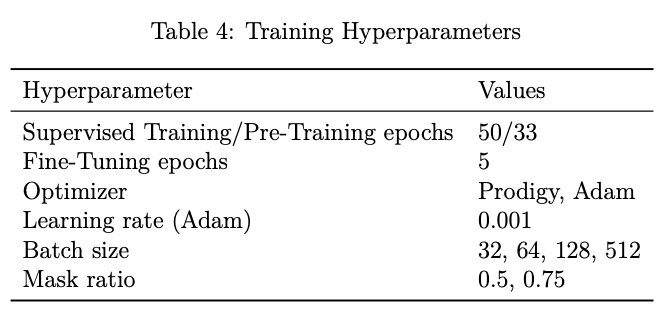 Table 4: Training Hyperparameters
Hyperparameter Values
Supervised Training/Pre-Training epochs 50/33
Fine-Tuning epochs 5
Optimizer Prodigy, Adam
Learning rate (Adam) 0.001
Batch size 32, 64, 128, 512
Mask ratio 0.5, 0.75